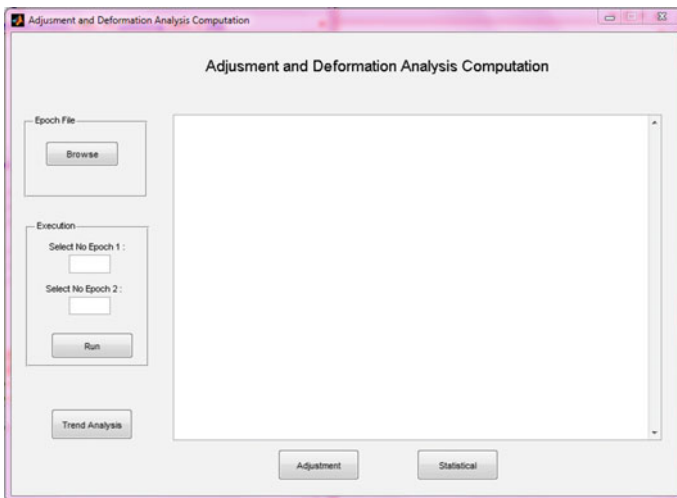 Adjusment and Deformation Analysis Computation
Adjusment and Deformation Analysis Computation
Epoch File
Browse
Execution
Select No Epoch 1 :
Select No Epoch 2 :
Run
Trend Analysis
Adjustment
Statistical